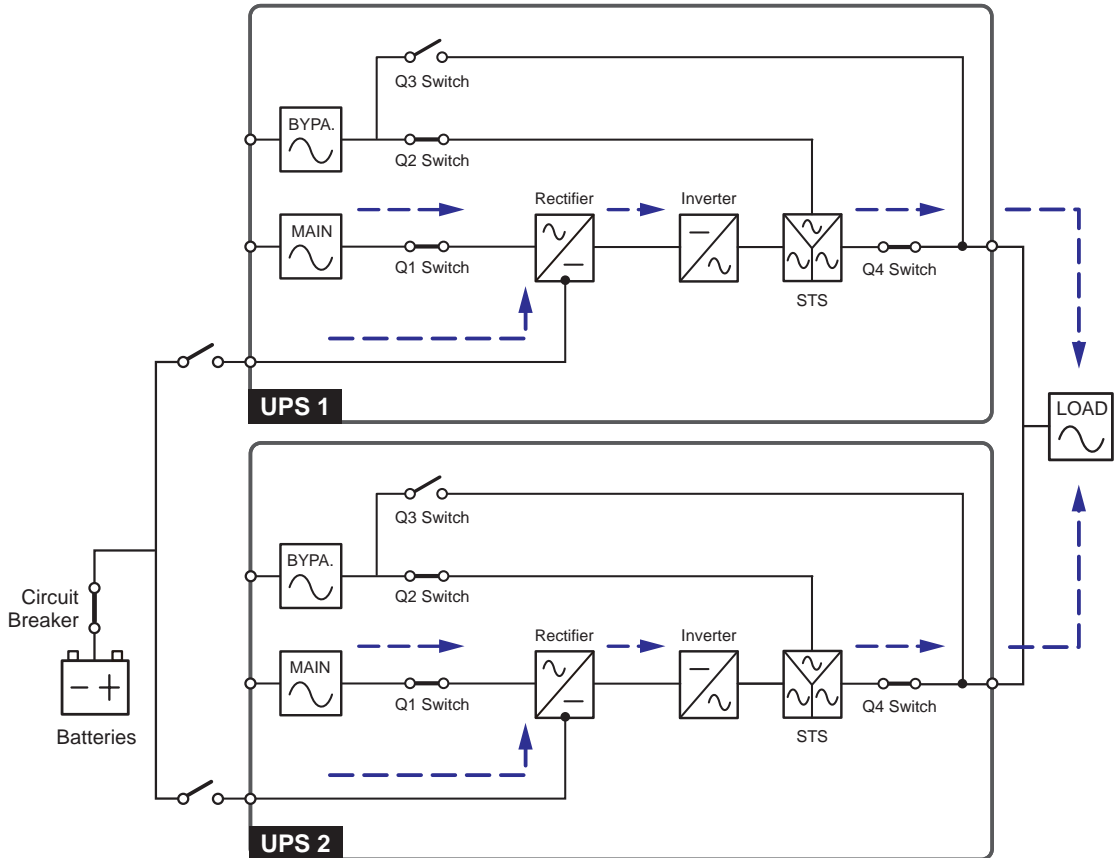 Q3 Switch
BYPA.
Q2 Switch
Rectifier
Inverter
MAIN
Q1 Switch
Q4 Switch
STS
UPS 1
LOAD
Q3 Switch
BYPA.
Q2 Switch
Circuit
Breaker
Rectifier
Inverter
MAIN
Q1 Switch
Q4 Switch
STS
Batteries
UPS 2